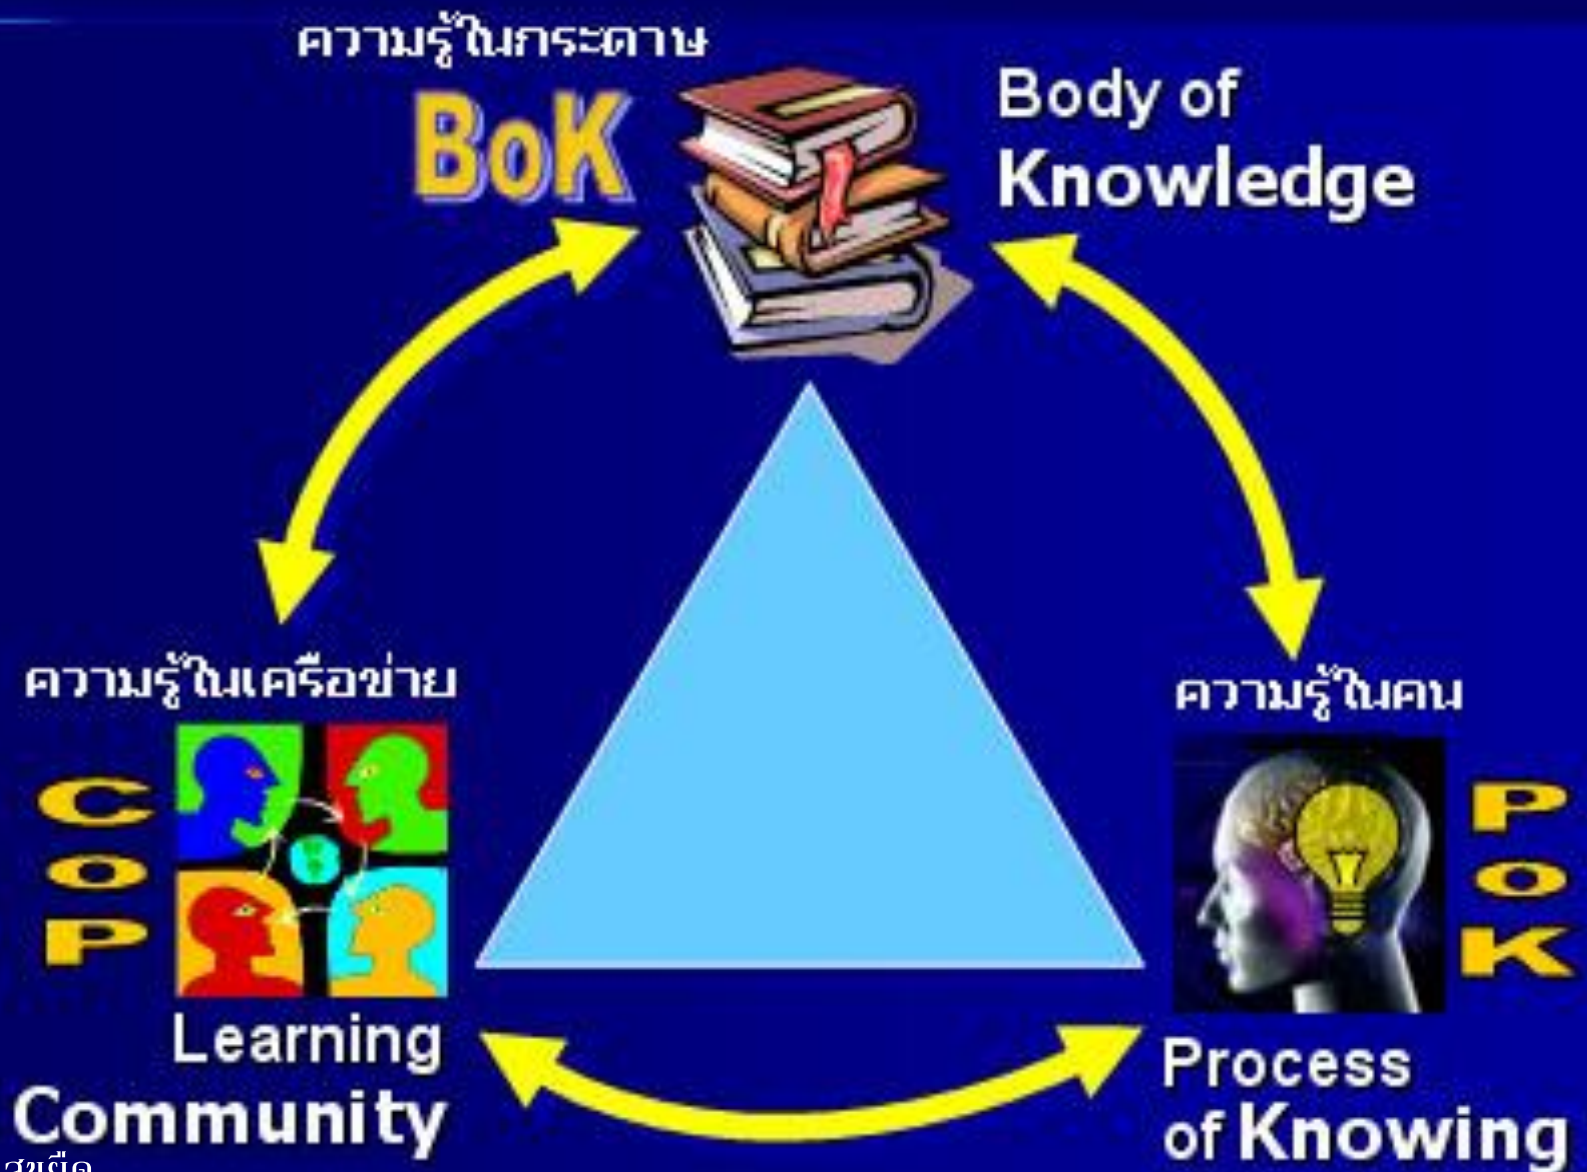 ความรู้ในกระดาษ
BoK
Body of
Knowledge
ความรู้ในเครือข่าย
CoP
Learning
Community
ความรู้ในคน
PoK
Process
of Knowing